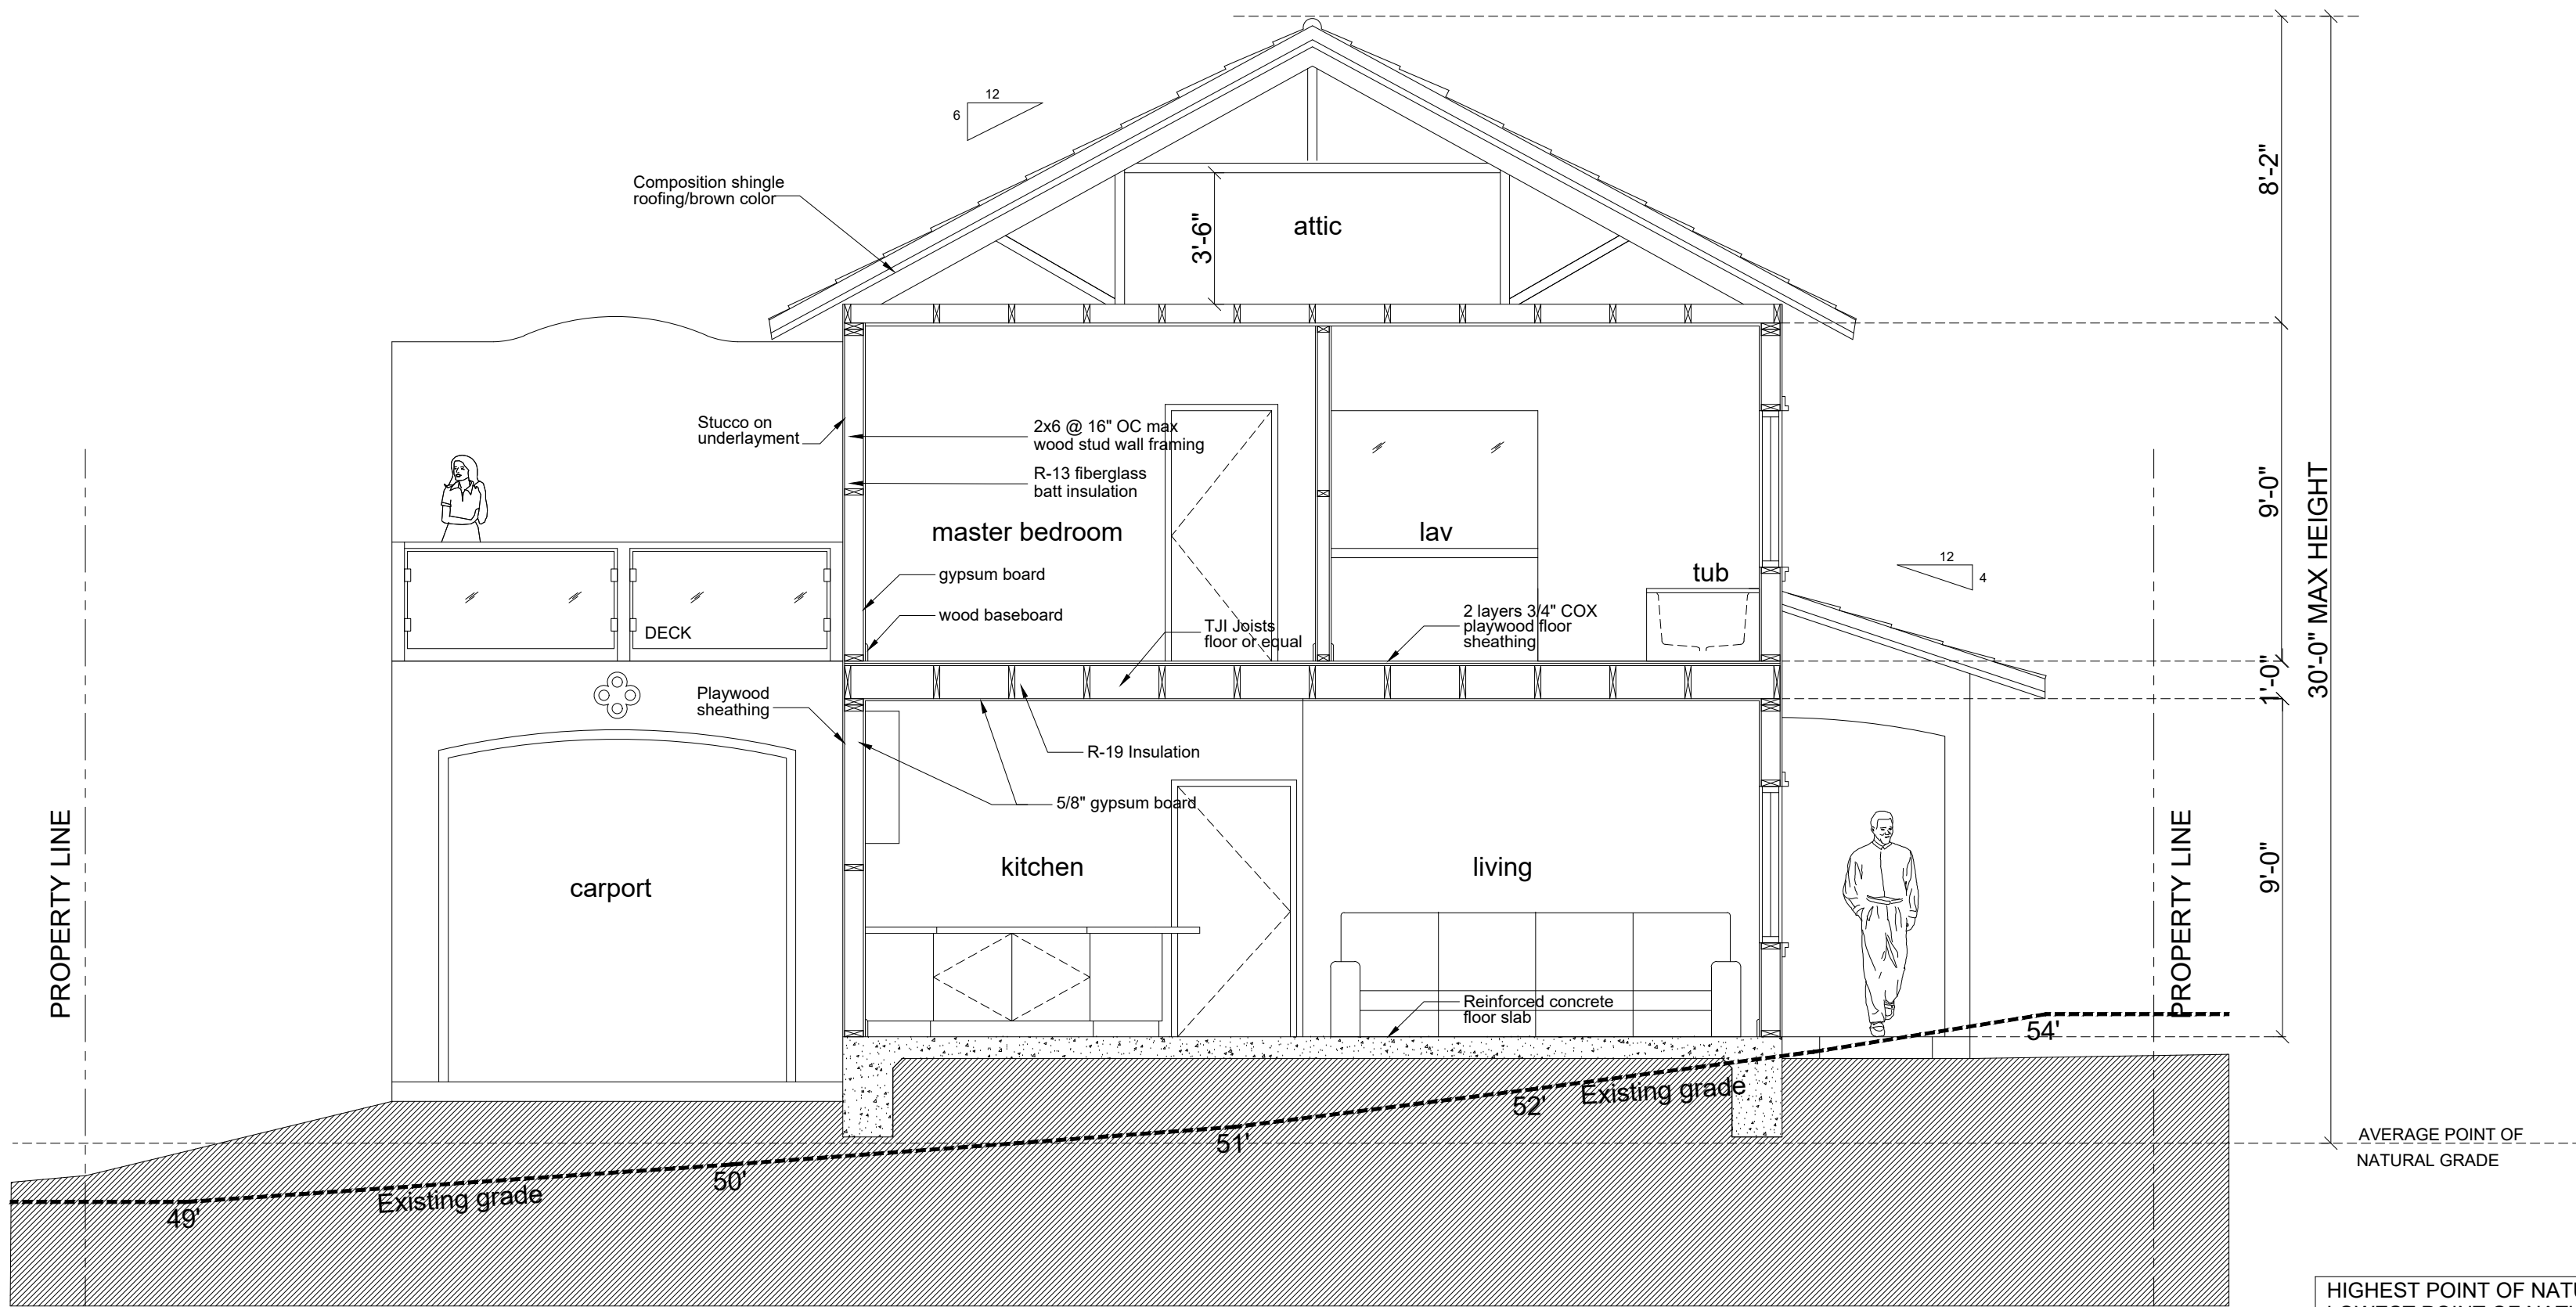 12
6
8'-2"
Composition shingle
roofing/brown color
3'-6"
attic
Stucco on
underlayment
2x6 @ 16" OC max
wood stud wall framing
R-13 fiberglass
batt insulation
9'-0"
30'-0" MAX HEIGHT
master bedroom
lav
12
4
gypsum board
tub
wood baseboard
2 layers 3/4" COX
playwood floor
sheathing
TJI Joists
floor or equal
DECK
1'-0"
Playwood
sheathing
R-19 Insulation
5/8" gypsum board
PROPERTY LINE
carport
kitchen
living
9'-0"
PROPERTY LINE
Reinforced concrete
floor slab
54'
Existing grade
52'
51'
AVERAGE POINT OF
NATURAL GRADE
50'
Existing grade
49'
HIGHEST POINT OF NAT